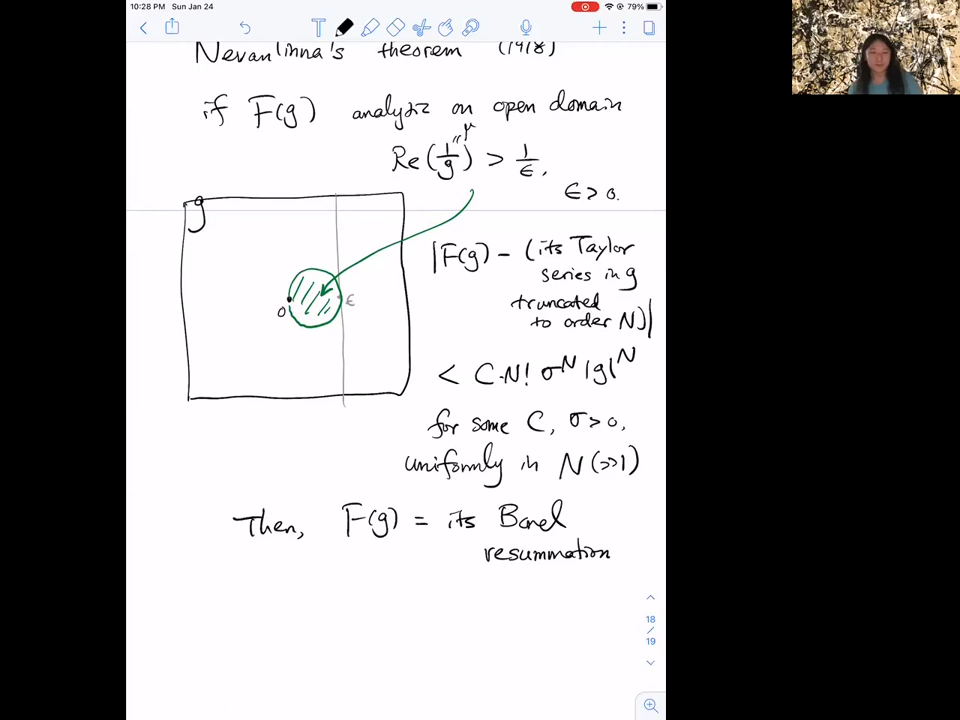 10:28 PM Sun Jan 24
79%
Nevanlinna's theorem (1918)
if F(g) analytic on open domain
Re(1/g)"r" > 1/ε,
ε > 0.
g
0
ε
|F(g) - (its Taylor
series in g
truncated
to order N)|
< C·N! σ^N |g|^N
for some C, σ>0,
uniformly in N(≫1)
Then, F(g) = its Borel
resummation
18
/
19